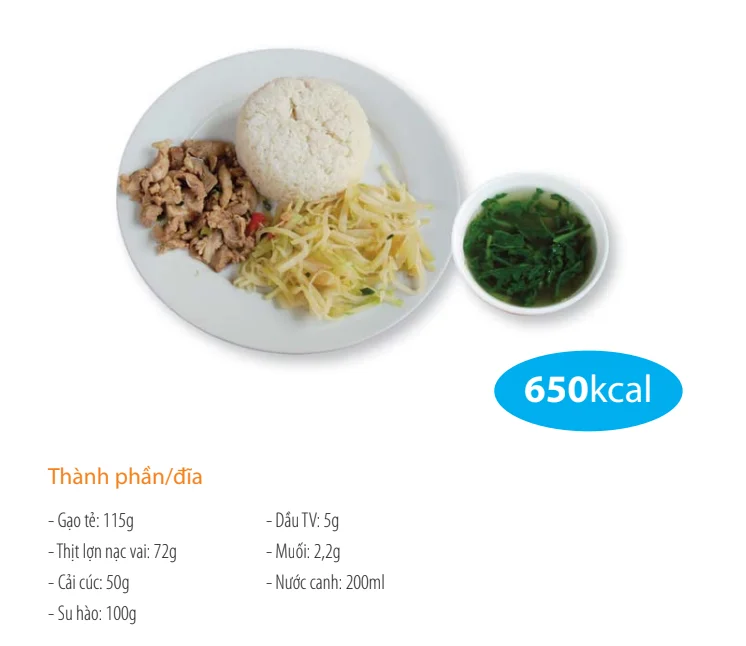 650kcal
Thành phần/đĩa
- Gạo tẻ: 115g
- Thịt lợn nạc vai: 72g
- Cải cúc: 50g
- Su hào: 100g
- Dầu TV: 5g
- Muối: 2,2g
- Nước canh: 200ml